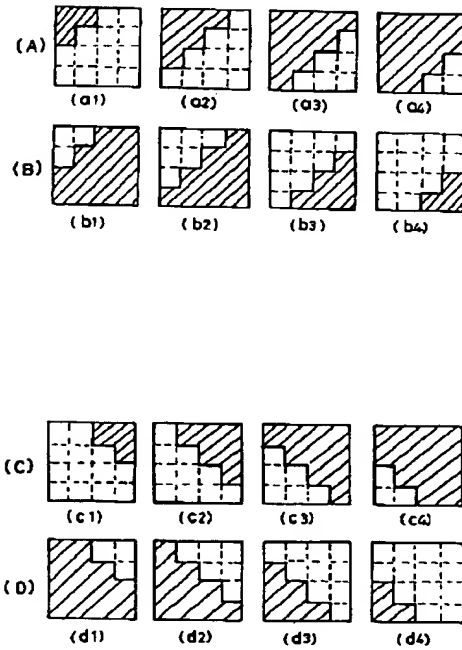 (A)
(a1) (a2) (a3) (a4)
(B)
(b1) (b2) (b3) (b4)
(C)
(c1) (c2) (c3) (c4)
(D)
(d1) (d2) (d3) (d4)